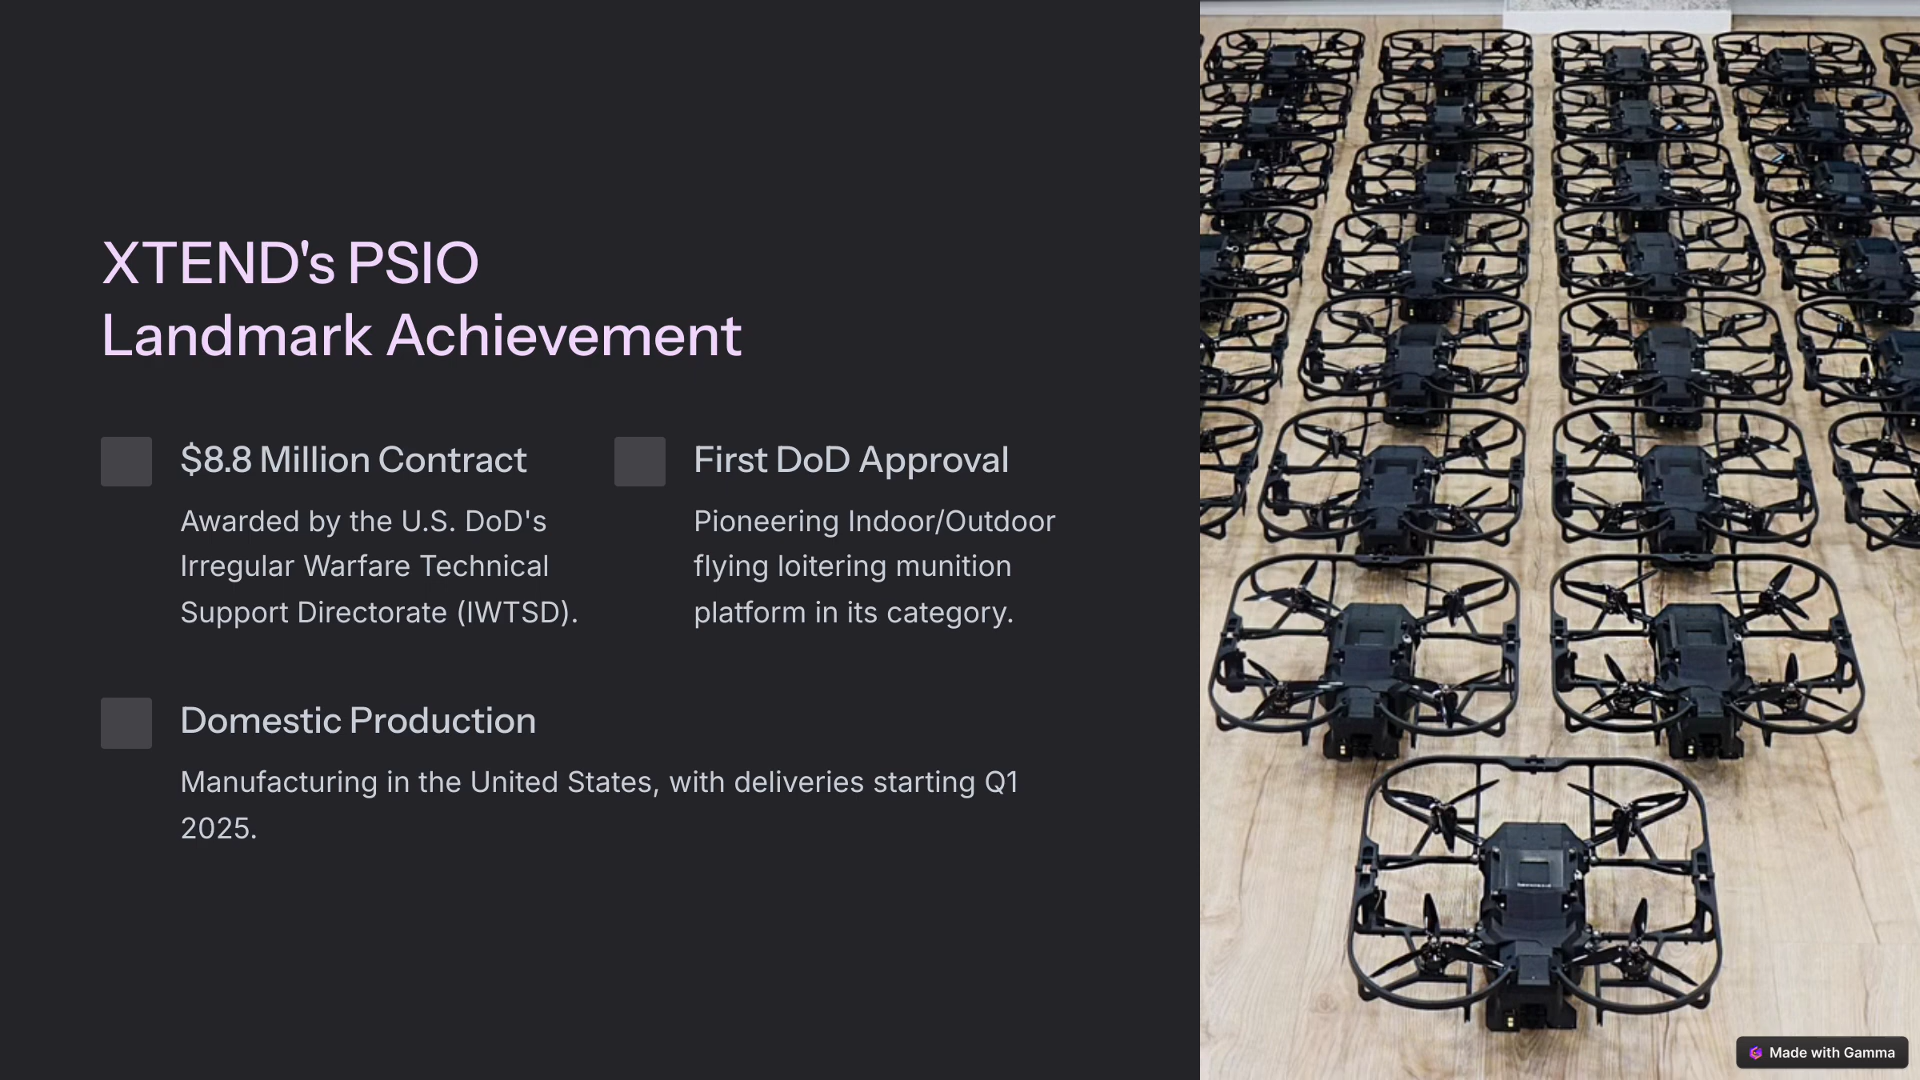 XTEND's PSIO
Landmark Achievement
$8.8 Million Contract
Awarded by the U.S. DoD's
Irregular Warfare Technical
Support Directorate (IWTSD).
First DoD Approval
Pioneering Indoor/Outdoor
flying loitering munition
platform in its category.
Domestic Production
Manufacturing in the United States, with deliveries starting Q1
2025.
Made with Gamma